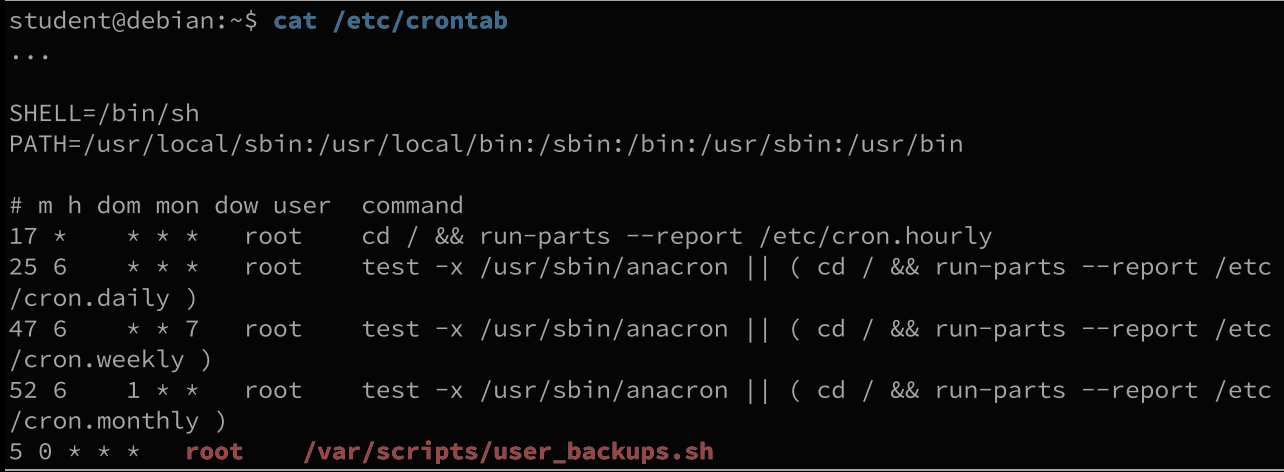 student@debian:~$ cat /etc/crontab
...
SHELL=/bin/sh
PATH=/usr/local/sbin:/usr/local/bin:/sbin:/bin:/usr/sbin:/usr/bin
# m h dom mon dow user  command
17 *    * * *   root    cd / && run-parts --report /etc/cron.hourly
25 6    * * *   root    test -x /usr/sbin/anacron || ( cd / && run-parts --report /etc
/cron.daily )
47 6    * * 7   root    test -x /usr/sbin/anacron || ( cd / && run-parts --report /etc
/cron.weekly )
52 6    1 * *   root    test -x /usr/sbin/anacron || ( cd / && run-parts --report /etc
/cron.monthly )
5 0 * * *   root    /var/scripts/user_backups.sh